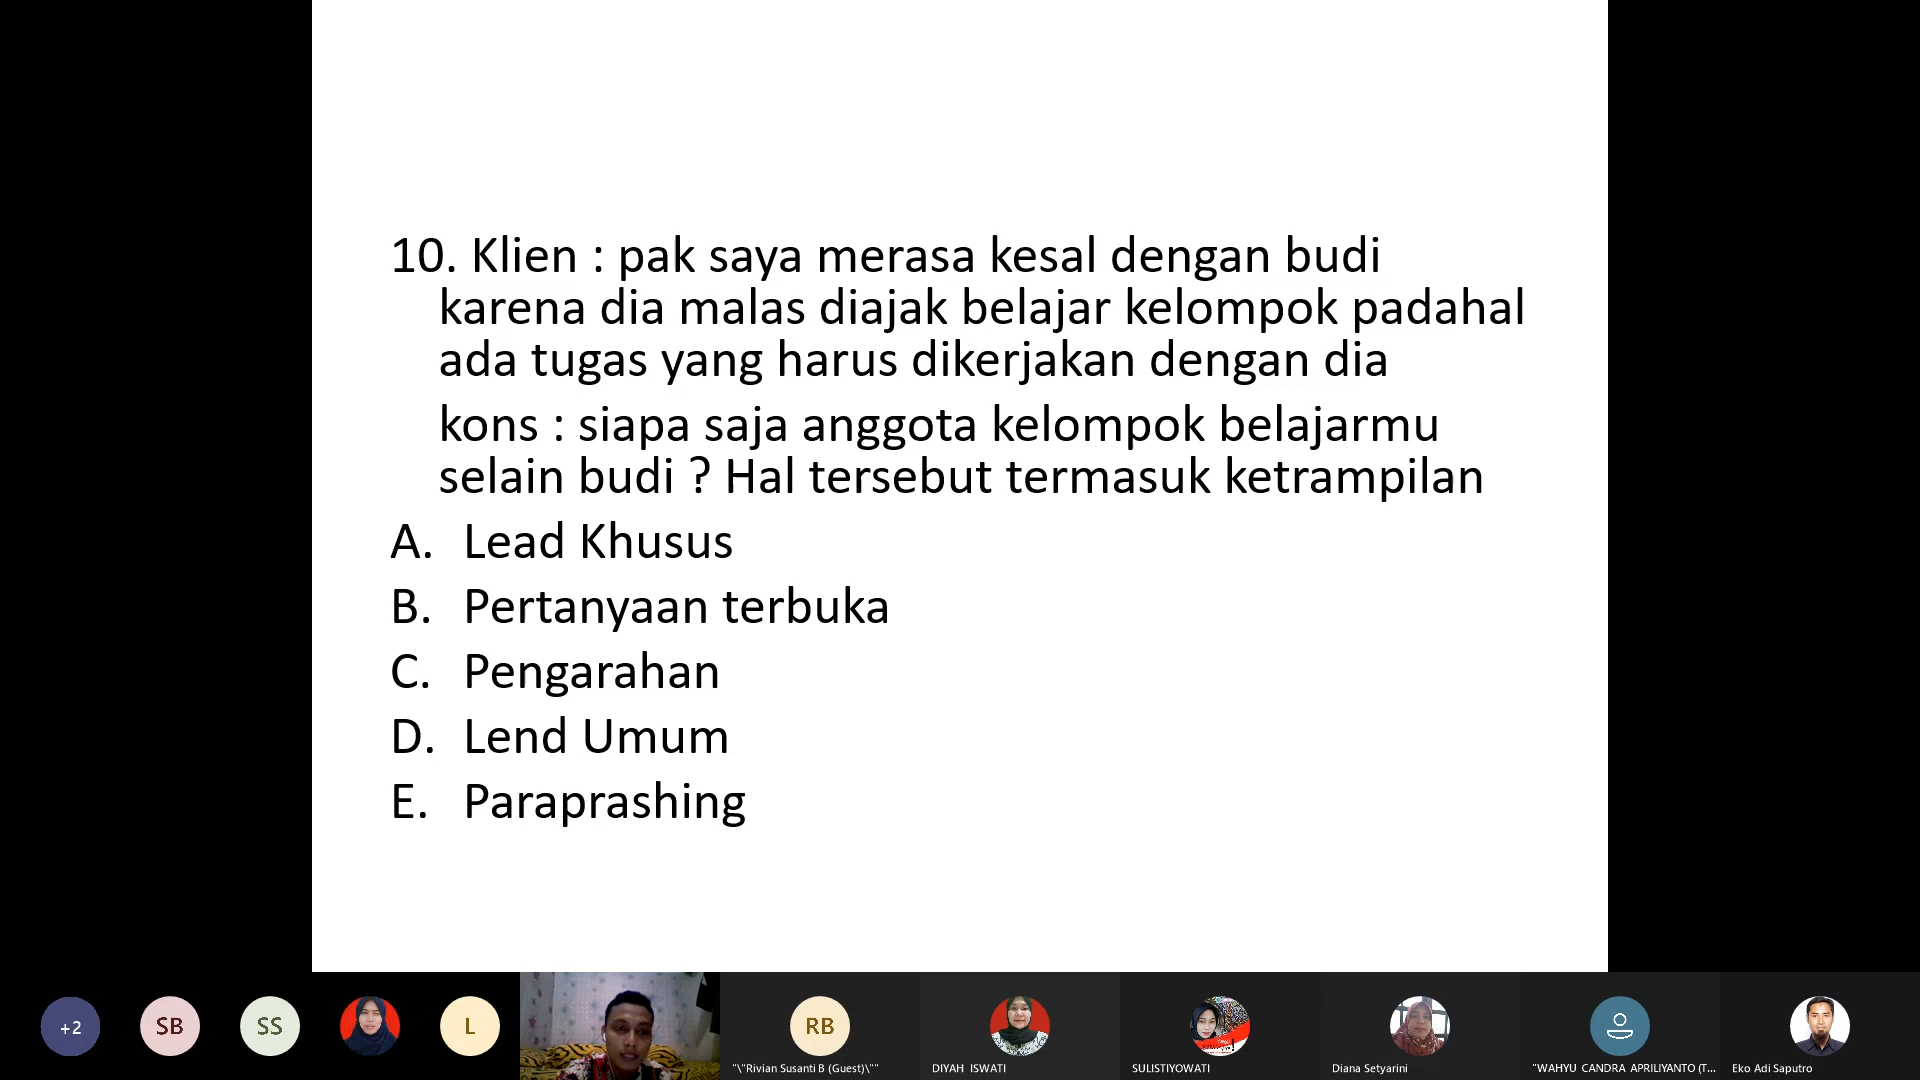 10. Klien : pak saya merasa kesal dengan budi
karena dia malas diajak belajar kelompok padahal
ada tugas yang harus dikerjakan dengan dia
kons : siapa saja anggota kelompok belajarmu
selain budi ? Hal tersebut termasuk ketrampilan
A. Lead Khusus
B. Pertanyaan terbuka
C. Pengarahan
D. Lend Umum
E. Paraprashing
+2
SB
SS
L
RB
"\"Rivian Susanti B (Guest)\""
DIYAH ISWATI
SULISTIYOWATI
Diana Setyarini
"WAHYU CANDRA APRILIYANTO (T...
Eko Adi Saputro